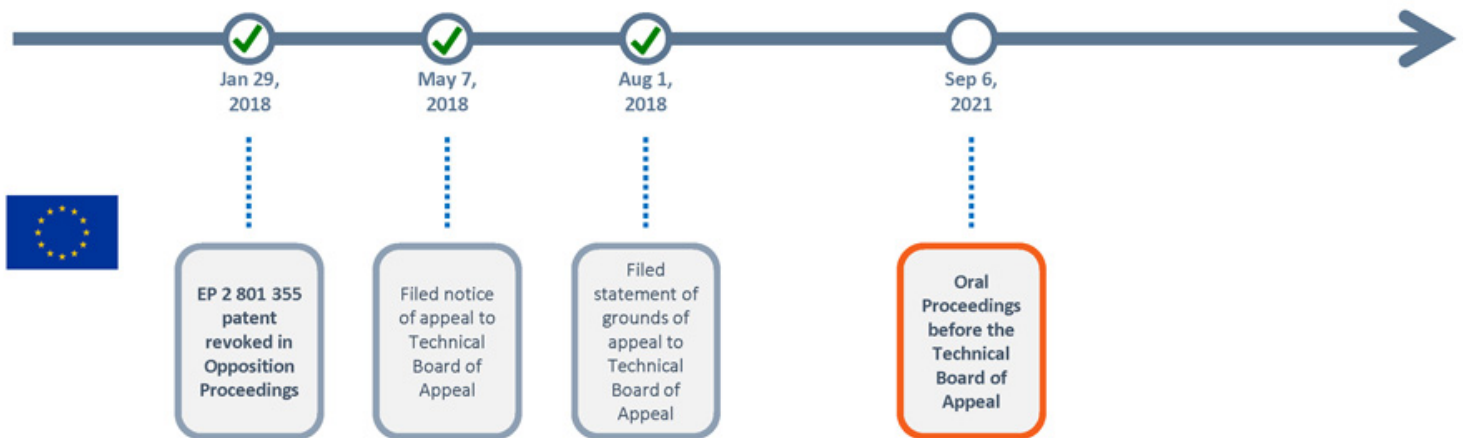 Jan 29,
2018
May 7,
2018
Aug 1,
2018
Sep 6,
2021
EP 2 801 355
patent
revoked in
Opposition
Proceedings
Filed notice
of appeal to
Technical
Board of
Appeal
Filed
statement of
grounds of
appeal to
Technical
Board of
Appeal
Oral
Proceedings
before the
Technical
Board of
Appeal